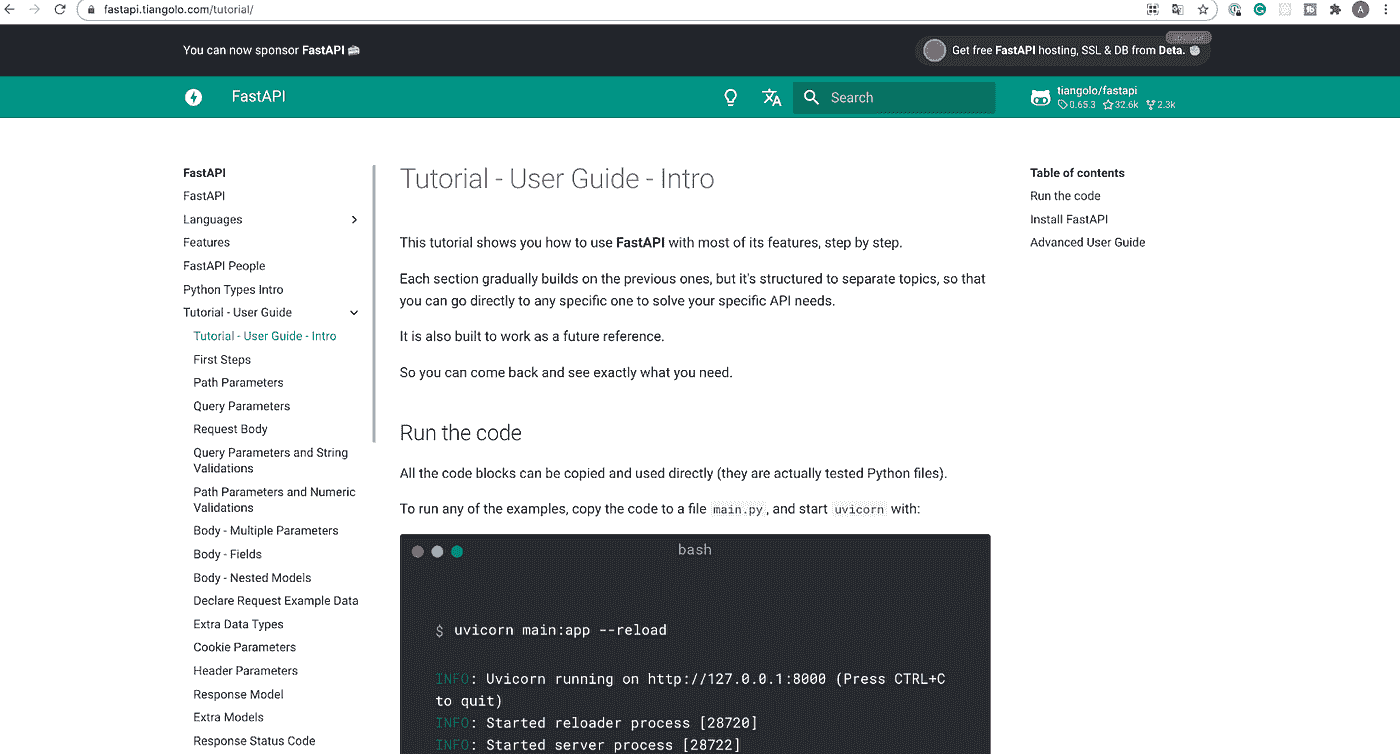 fastapi.tiangolo.com/tutorial/
A
You can now sponsor FastAPI
Get free FastAPI hosting, SSL & DB from Deta.
FastAPI
Search
tiangolo/fastapi
0.65.3 32.6k 2.3k
FastAPI
FastAPI
Languages
Features
FastAPI People
Python Types Intro
Tutorial - User Guide
Tutorial - User Guide - Intro
First Steps
Path Parameters
Query Parameters
Request Body
Query Parameters and String
Validations
Path Parameters and Numeric
Validations
Body - Multiple Parameters
Body - Fields
Body - Nested Models
Declare Request Example Data
Extra Data Types
Cookie Parameters
Header Parameters
Response Model
Extra Models
Response Status Code
Tutorial - User Guide - Intro
This tutorial shows you how to use FastAPI with most of its features, step by step.
Each section gradually builds on the previous ones, but it's structured to separate topics, so that
you can go directly to any specific one to solve your specific API needs.
It is also built to work as a future reference.
So you can come back and see exactly what you need.
Run the code
All the code blocks can be copied and used directly (they are actually tested Python files).
To run any of the examples, copy the code to a file main.py, and start uvicorn with:
bash
$ uvicorn main:app --reload
INFO: Uvicorn running on http://127.0.0.1:8000 (Press CTRL+C
to quit)
INFO: Started reloader process [28720]
INFO: Started server process [28722]
Table of contents
Run the code
Install FastAPI
Advanced User Guide